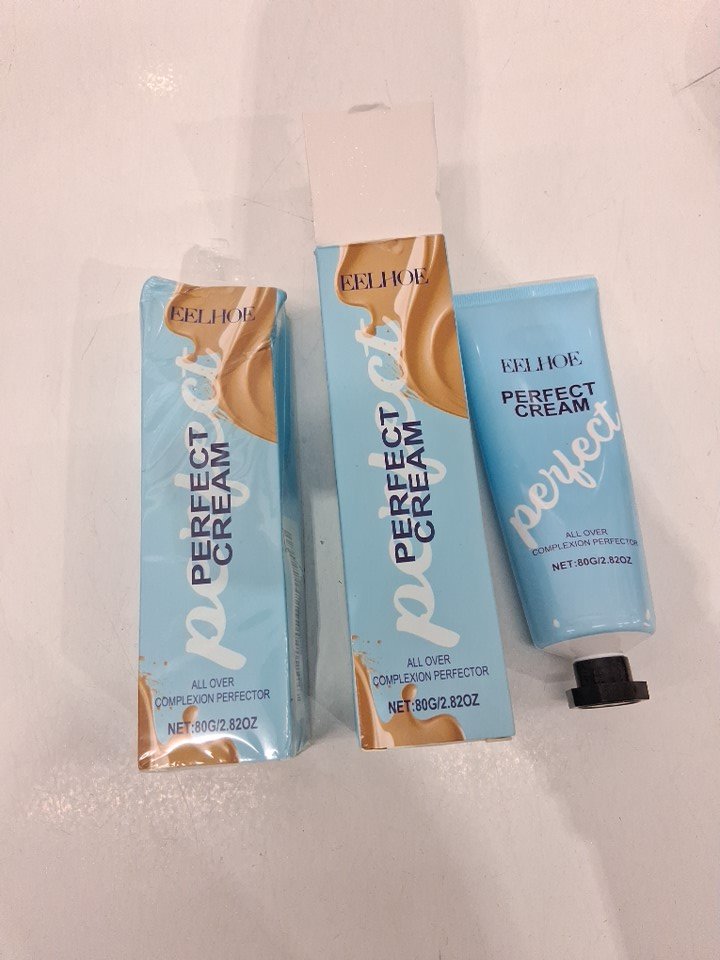 EELHOE
perfect
PERFECT
CREAM
ALL OVER
COMPLEXION PERFECTOR
NET:80G/2.82OZ
EELHOE
perfect
PERFECT
CREAM
ALL OVER
COMPLEXION PERFECTOR
NET:80G/2.82OZ
EELHOE
PERFECT
CREAM
perfect
ALL OVER
COMPLEXION PERFECTOR
NET:80G/2.82OZ